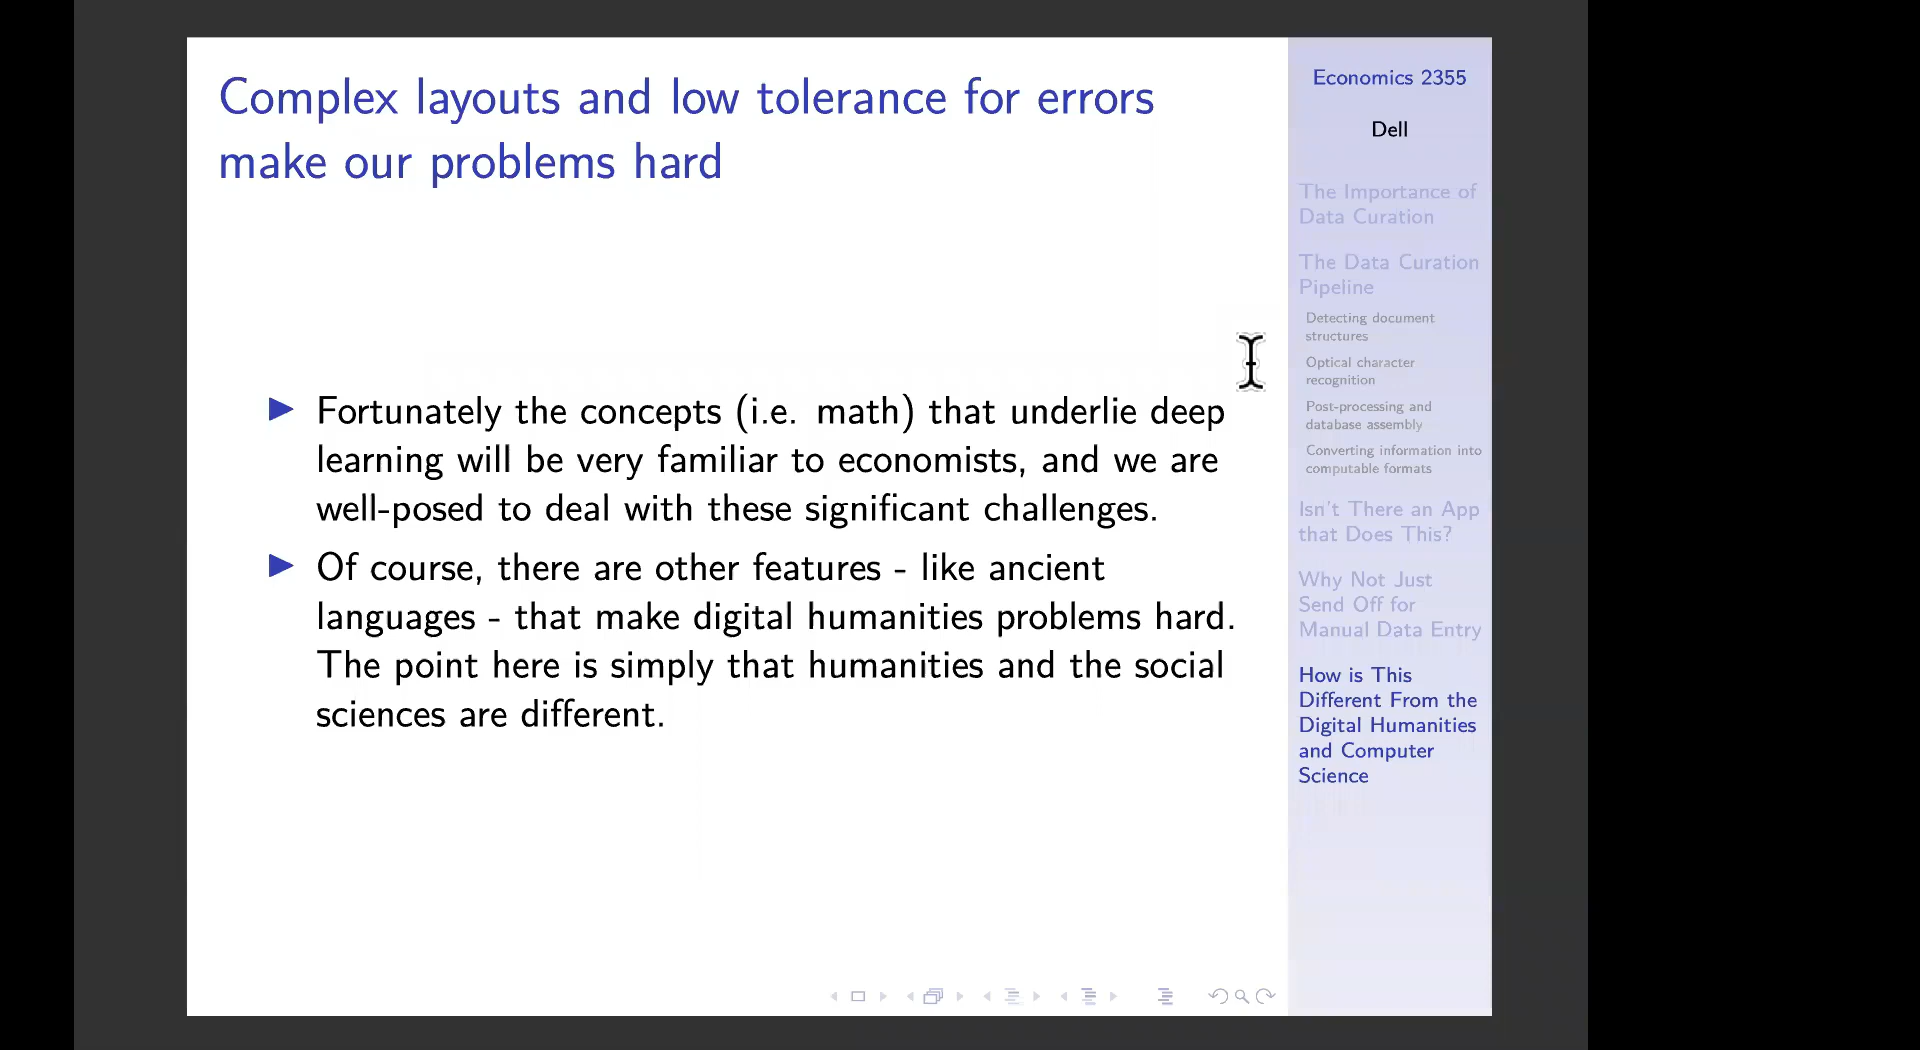 Complex layouts and low tolerance for errors
make our problems hard
Fortunately the concepts (i.e. math) that underlie deep
learning will be very familiar to economists, and we are
well-posed to deal with these significant challenges.
Of course, there are other features - like ancient
languages - that make digital humanities problems hard.
The point here is simply that humanities and the social
sciences are different.
Economics 2355
Dell
The Importance of
Data Curation
The Data Curation
Pipeline
Detecting document
structures
Optical character
recognition
Post-processing and
database assembly
Converting information into
computable formats
Isn't There an App
that Does This?
Why Not Just
Send Off for
Manual Data Entry
How is This
Different From the
Digital Humanities
and Computer
Science